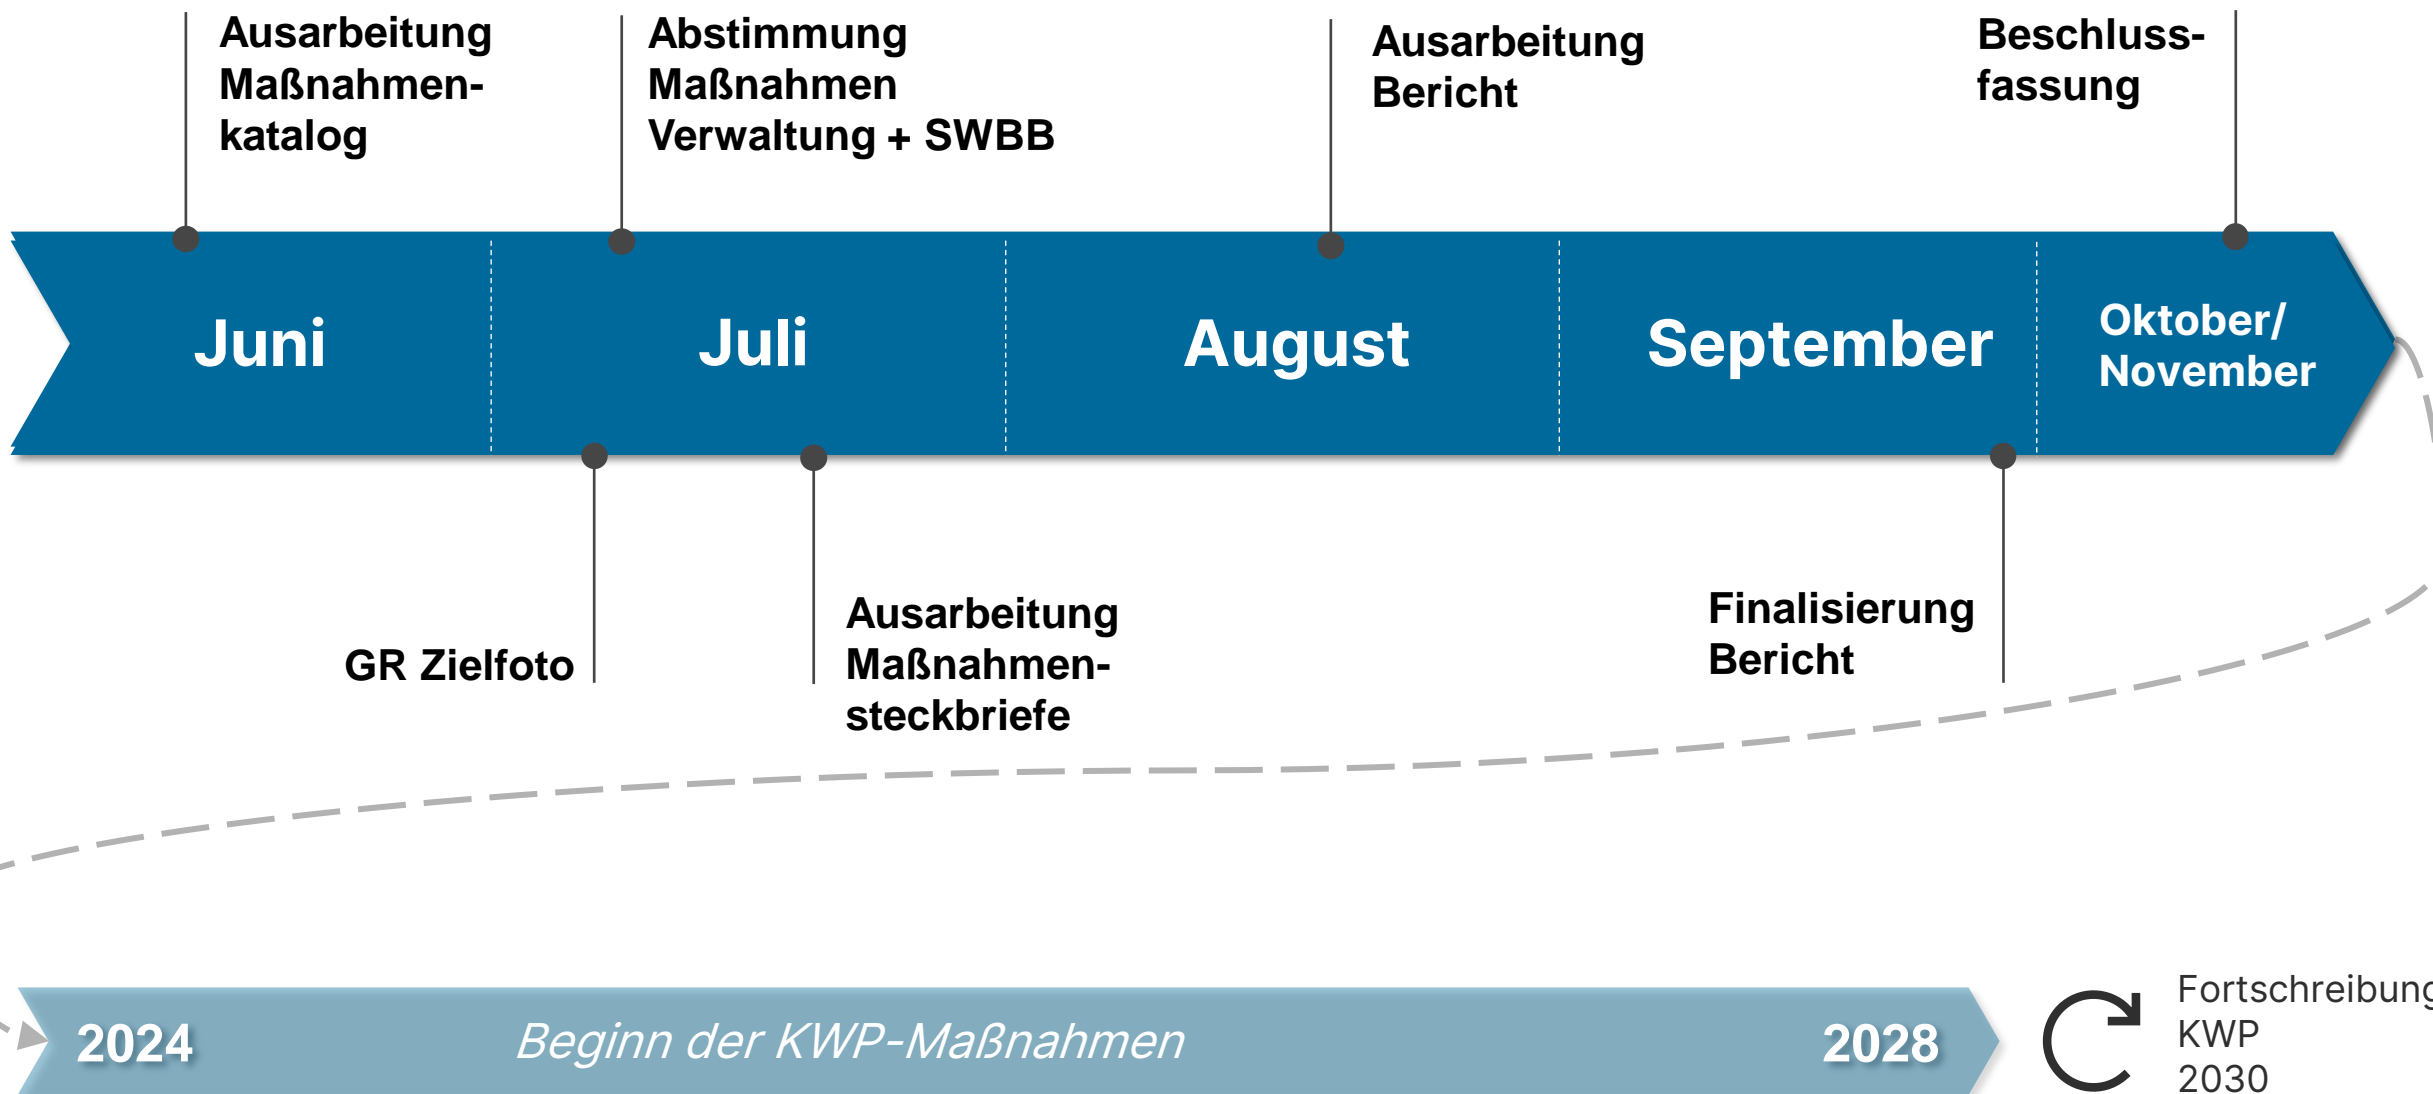 Ausarbeitung
Maßnahmen-
katalog
Abstimmung
Maßnahmen
Verwaltung + SWBB
Ausarbeitung
Bericht
Beschluss-
fassung
Juni
Juli
August
September
Oktober/
November
GR Zielfoto
Ausarbeitung
Maßnahmen-
steckbriefe
Finalisierung
Bericht
2024
Beginn der KWP-Maßnahmen
2028
Fortschreibung
KWP
2030